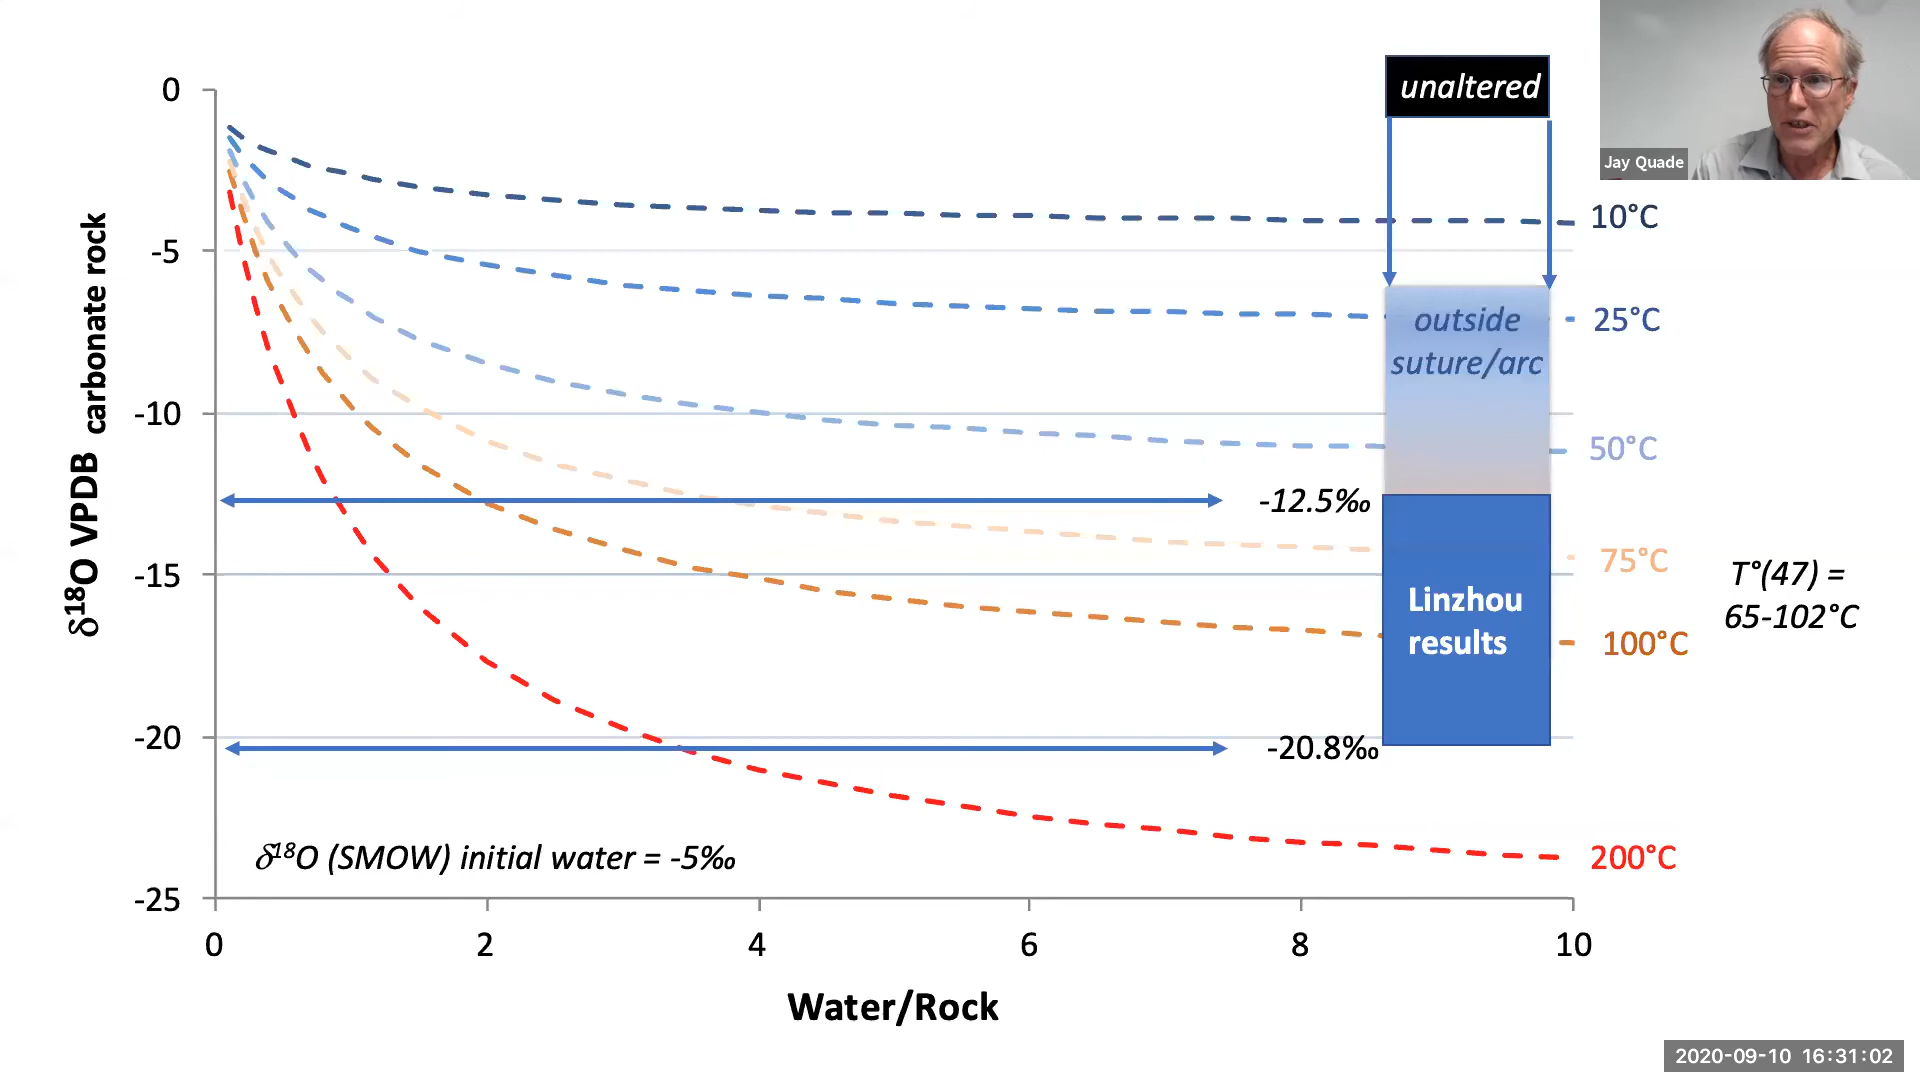 unaltered
Jay Quade
0
-5
-10
-15
-20
-25
δ18O VPDB carbonate rock
10°C
25°C
50°C
75°C
100°C
200°C
outside
suture/arc
-12.5‰
Linzhou
results
-20.8‰
T°(47) =
65-102°C
δ18O (SMOW) initial water = -5‰
0 2 4 6 8 10
Water/Rock
2020-09-10 16:31:02